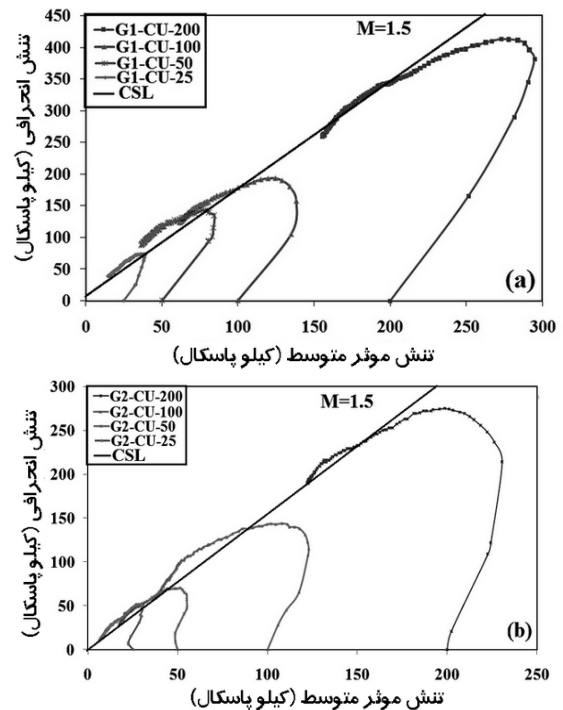 450
400
350
300
250
200
150
100
50
0
تنش انحرافی (کیلو پاسکال)
G1-CU-200
G1-CU-100
G1-CU-50
G1-CU-25
CSL
M=1.5
(a)
0 50 100 150 200 250 300
تنش موثر متوسط (کیلو پاسکال)
300
250
200
150
100
50
0
تنش انحرافی (کیلو پاسکال)
G2-CU-200
G2-CU-100
G2-CU-50
G2-CU-25
CSL
M=1.5
(b)
0 50 100 150 200 250
تنش موثر متوسط (کیلو پاسکال)